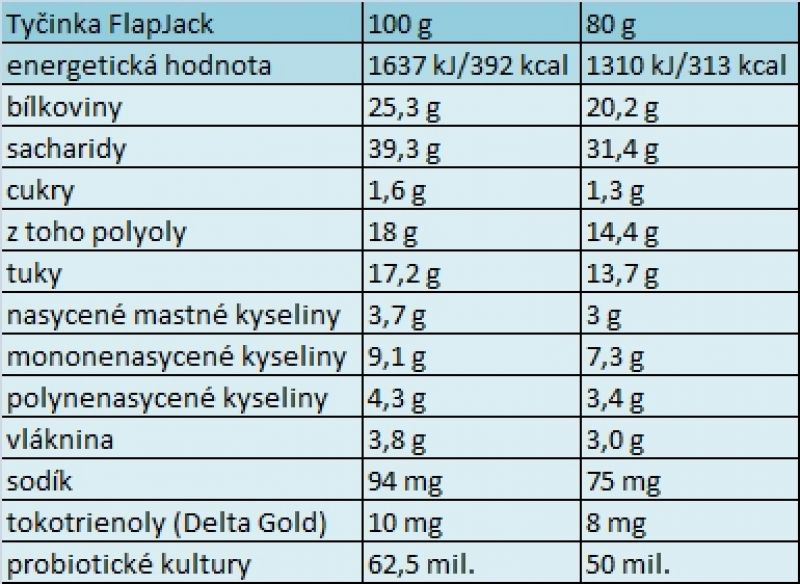 Tyčinka FlapJack 100 g 80 g
energetická hodnota 1637 kJ/392 kcal 1310 kJ/313 kcal
bílkoviny 25,3 g 20,2 g
sacharidy 39,3 g 31,4 g
cukry 1,6 g 1,3 g
z toho polyoly 18 g 14,4 g
tuky 17,2 g 13,7 g
nasycené mastné kyseliny 3,7 g 3 g
mononenasycené kyseliny 9,1 g 7,3 g
polynenasycené kyseliny 4,3 g 3,4 g
vláknina 3,8 g 3,0 g
sodík 94 mg 75 mg
tokotrienoly (Delta Gold) 10 mg 8 mg
probiotické kultury 62,5 mil. 50 mil.